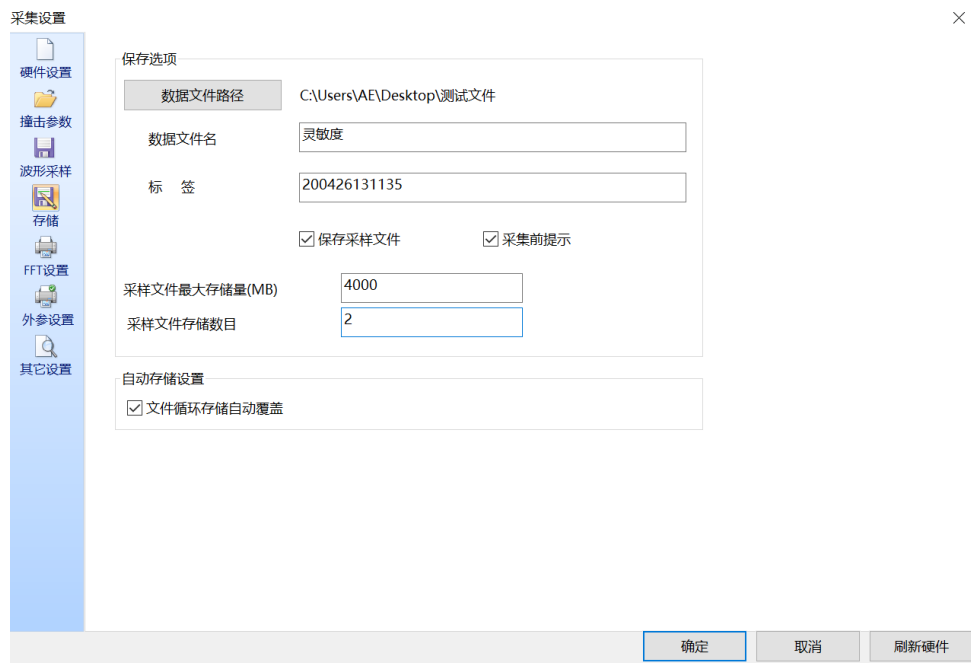 采集设置
硬件设置
撞击参数
波形采样
存储
FFT设置
外参设置
其它设置
保存选项
数据文件路径 C:\Users\AE\Desktop\测试文件
数据文件名 灵敏度
标 签 200426131135
保存采样文件 采集前提示
采样文件最大存储量(MB) 4000
采样文件存储数目 2
自动存储设置
文件循环存储自动覆盖
确定 取消 刷新硬件